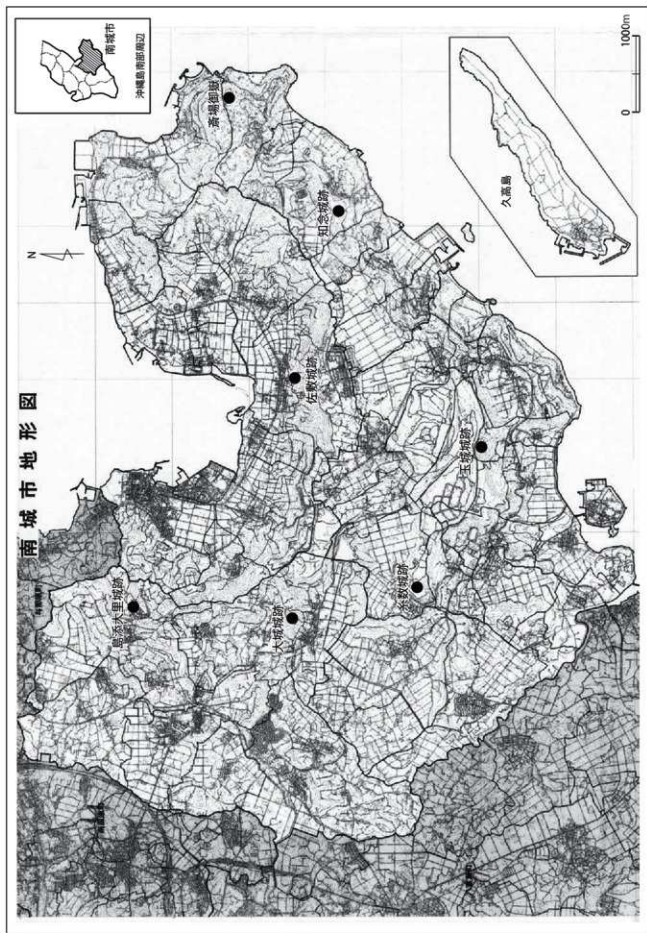 南城市地形図
N
沖縄島南部周辺
南城市
島添大里城跡
大城城跡
糸数城跡
佐敷城跡
玉城城跡
知念城跡
斎場御嶽
久高島
0
1000m